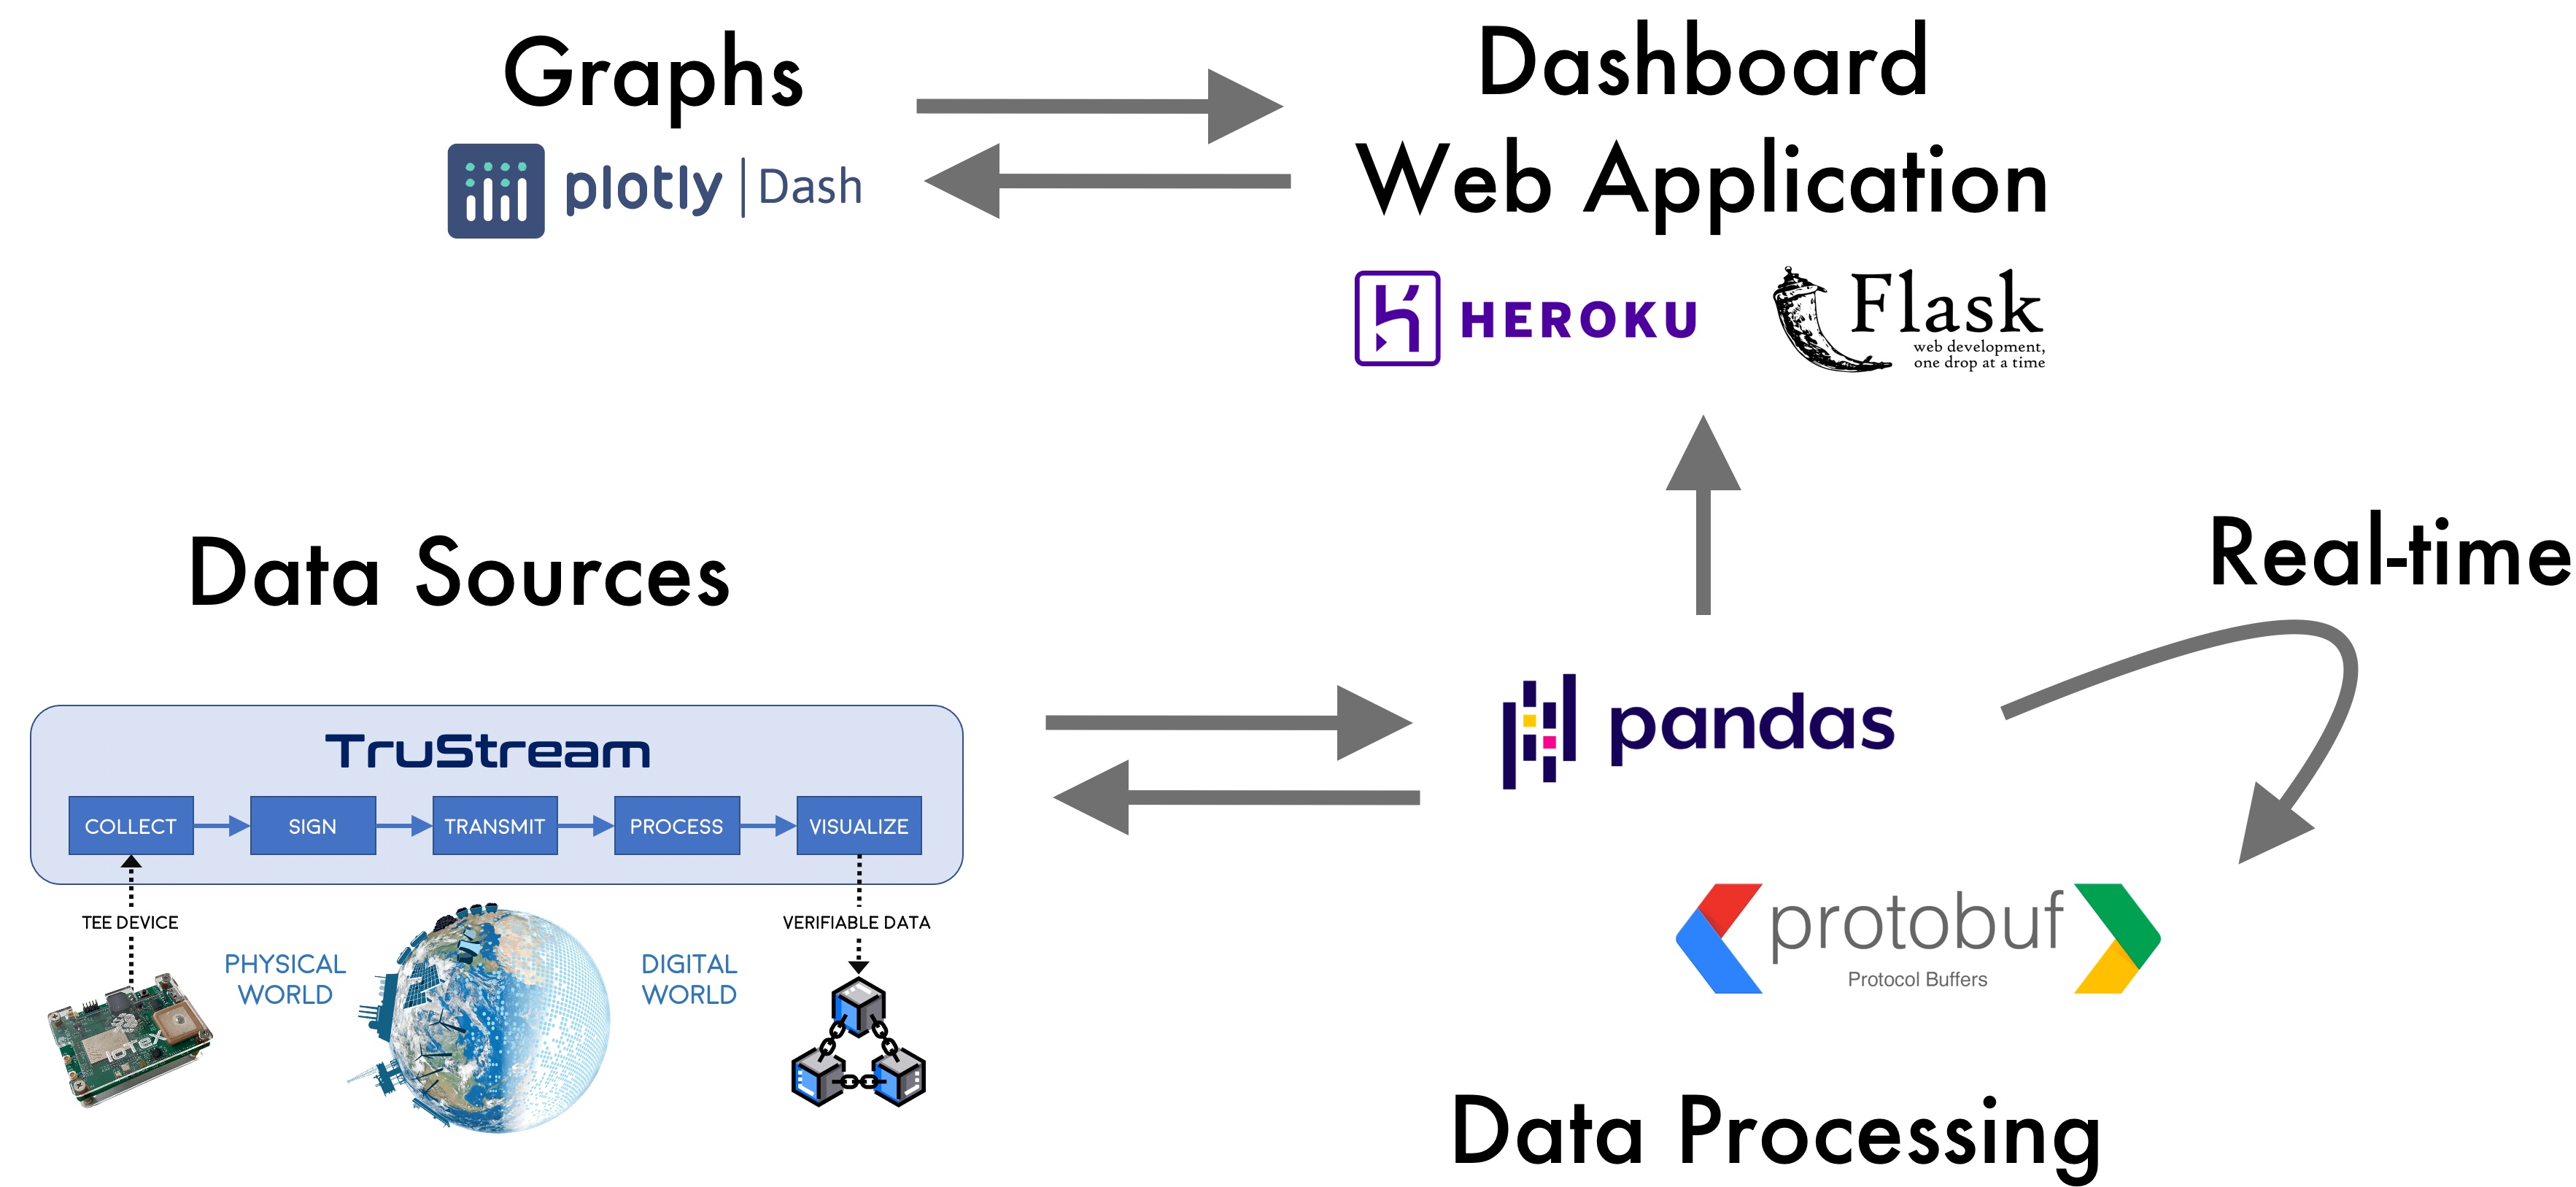 Graphs
plotly | Dash
Dashboard
Web Application
HEROKU
Flask
web development,
one drop at a time
Data Sources
Real-time
TruStream
COLLECT
SIGN
TRANSMIT
PROCESS
VISUALIZE
TEE DEVICE
VERIFIABLE DATA
PHYSICAL
WORLD
DIGITAL
WORLD
IoTeX
pandas
protobuf
Protocol Buffers
Data Processing